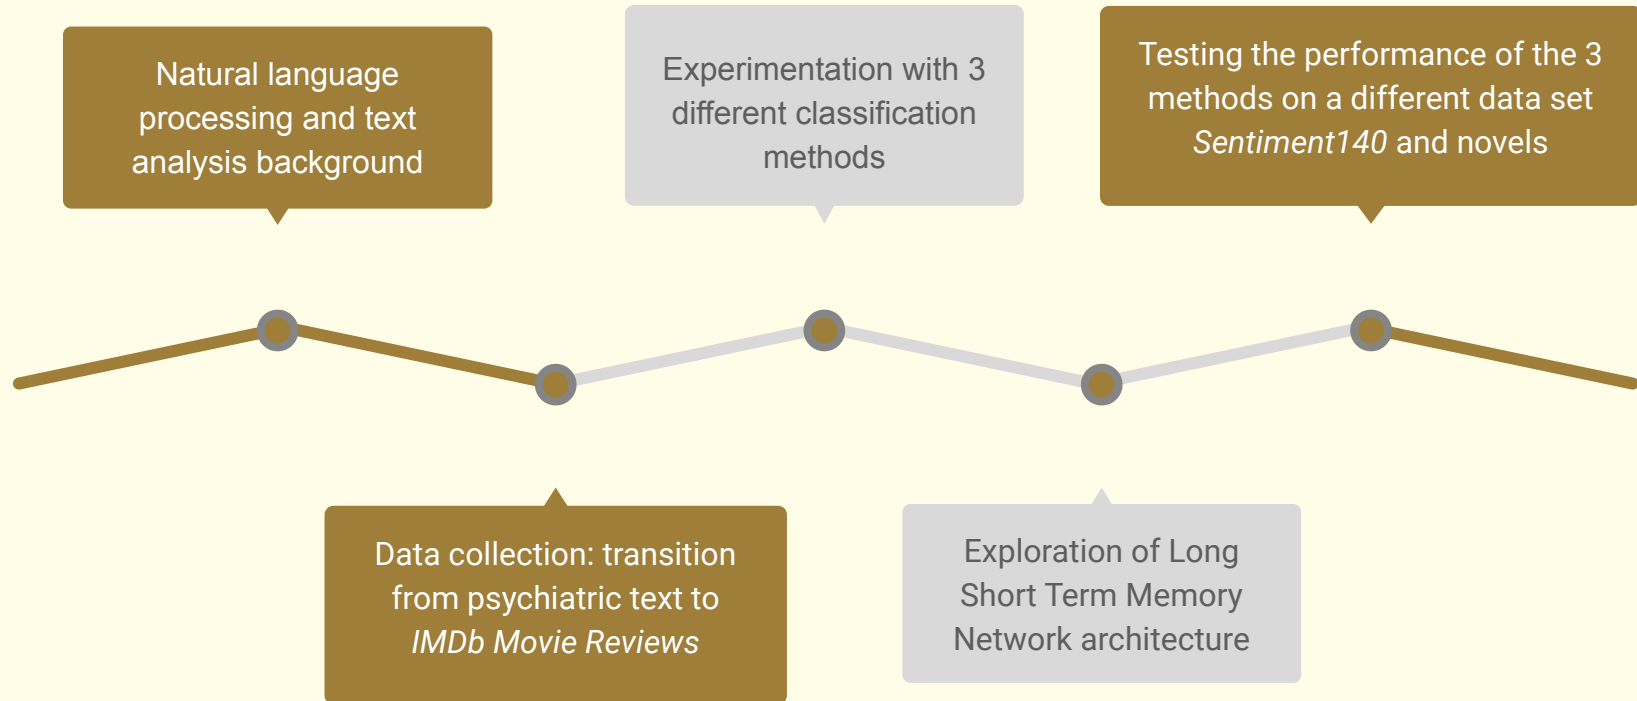 Natural language
processing and text
analysis background
Data collection: transition
from psychiatric text to
IMDb Movie Reviews
Experimentation with 3
different classification
methods
Exploration of Long
Short Term Memory
Network architecture
Testing the performance of the 3
methods on a different data set
Sentiment140 and novels